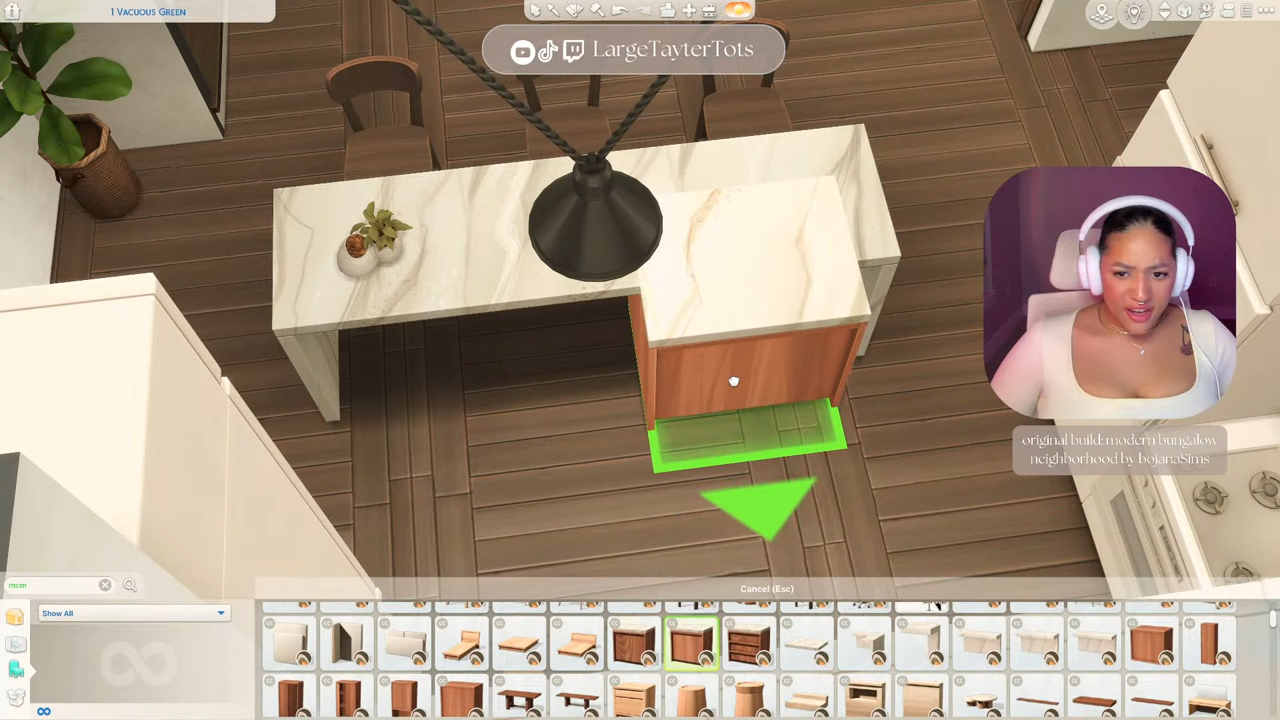 1 Vacuous Green
LargeTayterTots
original build: modern bungalow
neighborhood by bojanaSims
Cancel (Esc)
mcm
Show All